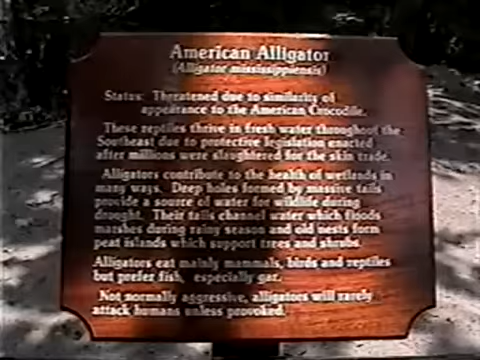 American Alligator
(Alligator mississippiensis)
Status: Threatened due to similarity of
appearance to the American Crocodile.
These reptiles thrive in fresh water throughout the
Southeast due to protective legislation enacted
after millions were slaughtered for the skin trade.
Alligators contribute to the health of wetlands in
many ways. Deep holes formed by massive tails
provide a source of water for wildlife during
drought. Their tails channel water which floods
marshes during rainy season and old nests form
peat islands which support trees and shrubs.
Alligators eat mainly mammals, birds and reptiles
but prefer fish, especially gar.
Not normally aggressive, alligators will rarely
attack humans unless provoked.